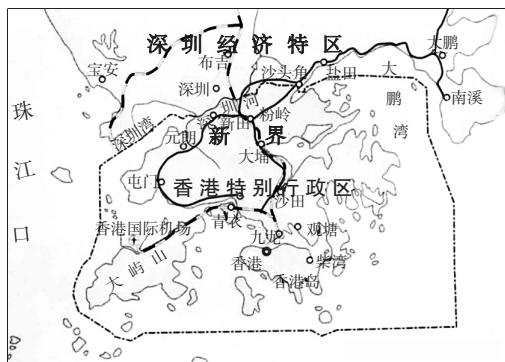 深圳经济特区
大鹏
布吉
宝安
沙头角
盐田
大鹏湾
深圳
南溪
珠江口
深圳河
深圳湾
新田
粉岭
元朗
新界
大埔
屯门
香港特别行政区
沙田
青衣
香港国际机场
九龙
观塘
大屿山
香港
柴湾
香港岛